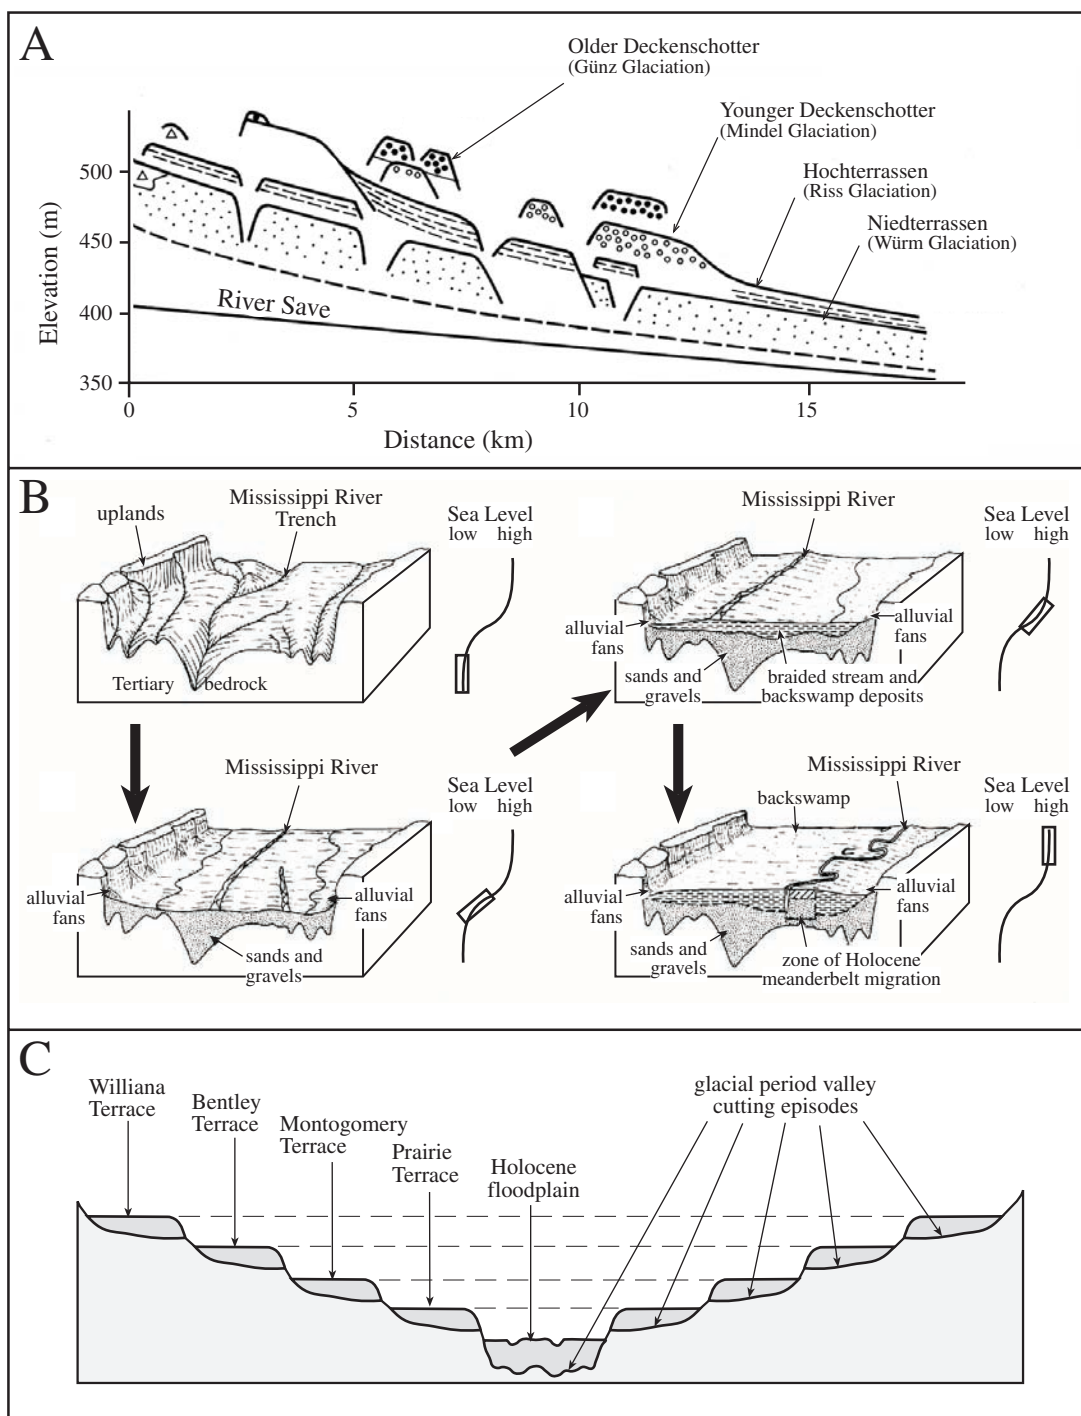 A
Older Deckenschotter
(Günz Glaciation)
Younger Deckenschotter
(Mindel Glaciation)
Hochterrassen
(Riss Glaciation)
Niedterrassen
(Würm Glaciation)
Elevation (m)
500
450
400
350
River Save
0
5
10
15
Distance (km)
B
uplands
Mississippi River
Trench
Sea Level
low high
Tertiary bedrock
Mississippi River
Sea Level
low high
alluvial
fans
alluvial
fans
sands and
gravels
braided stream and
backswamp deposits
Mississippi River
Sea Level
low high
alluvial
fans
alluvial
fans
sands and
gravels
Mississippi River
backswamp
Sea Level
low high
alluvial
fans
alluvial
fans
sands and
gravels
zone of Holocene
meanderbelt migration
C
Williana
Terrace
Bentley
Terrace
Montogomery
Terrace
Prairie
Terrace
Holocene
floodplain
glacial period valley
cutting episodes